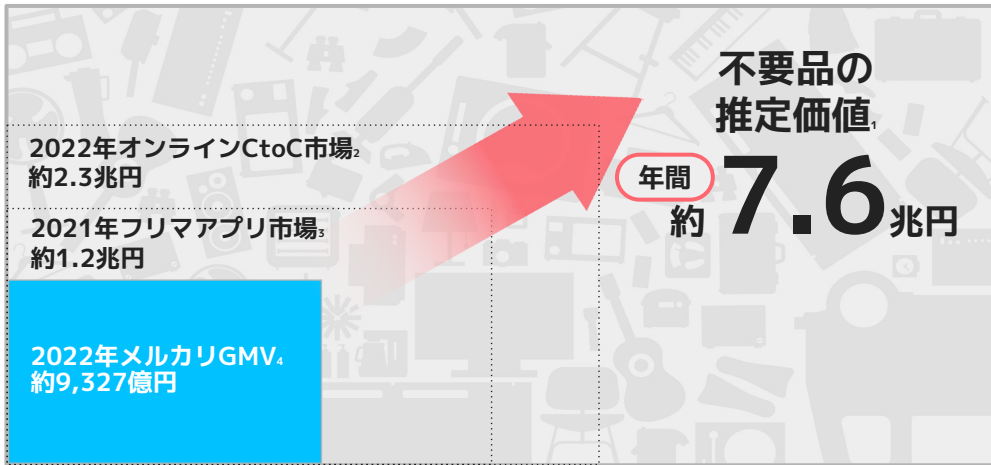 不要品の
推定価値1
年間
約7.6兆円
2022年オンラインCtoC市場2
約2.3兆円
2021年フリマアプリ市場3
約1.2兆円
2022年メルカリGMV4
約9,327億円